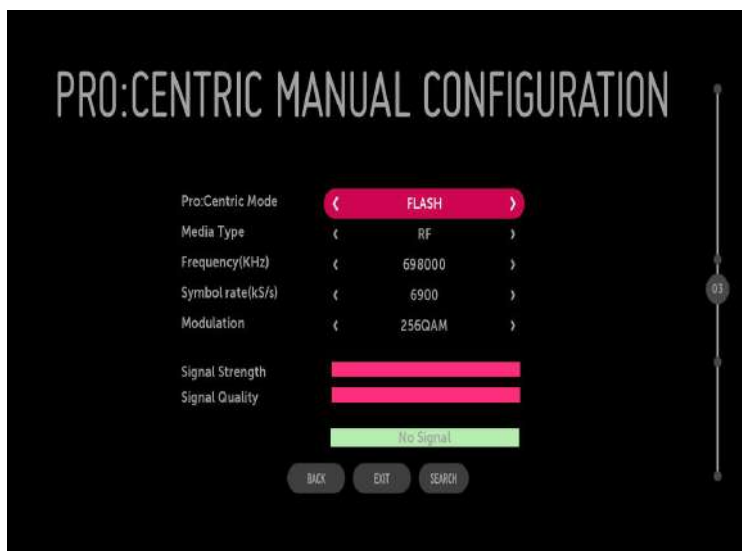 PRO:CENTRIC MANUAL CONFIGURATION
Pro:Centric Mode ‹ FLASH ›
Media Type ‹ RF ›
Frequency(KHz) ‹ 698000 ›
Symbol rate(kS/s) ‹ 6900 ›
03
Modulation ‹ 256QAM ›
Signal Strength
Signal Quality
No Signal
BACK EXIT SEARCH